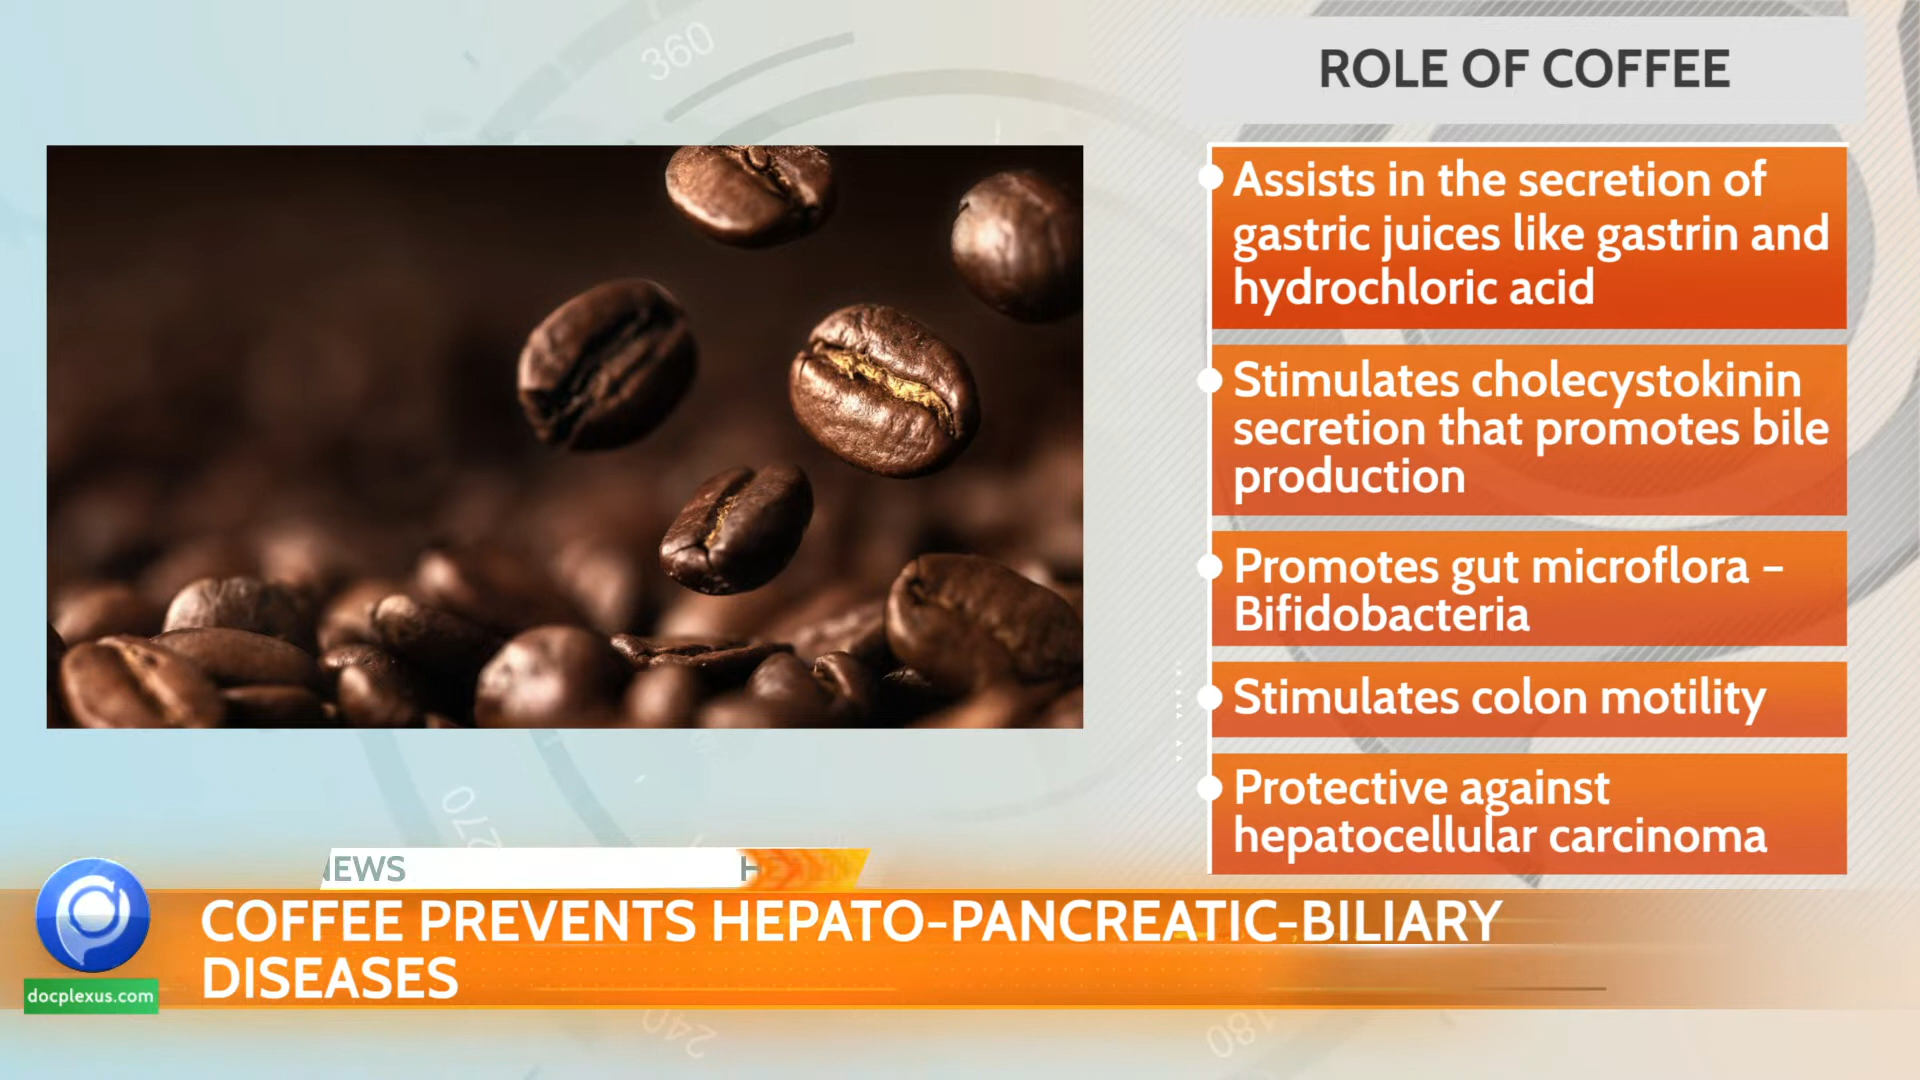 360
ROLE OF COFFEE
Assists in the secretion of
gastric juices like gastrin and
hydrochloric acid
Stimulates cholecystokinin
secretion that promotes bile
production
Promotes gut microflora –
Bifidobacteria
Stimulates colon motility
Protective against
hepatocellular carcinoma
270
NEWS
COFFEE PREVENTS HEPATO-PANCREATIC-BILIARY
DISEASES
docplexus.com
240
180